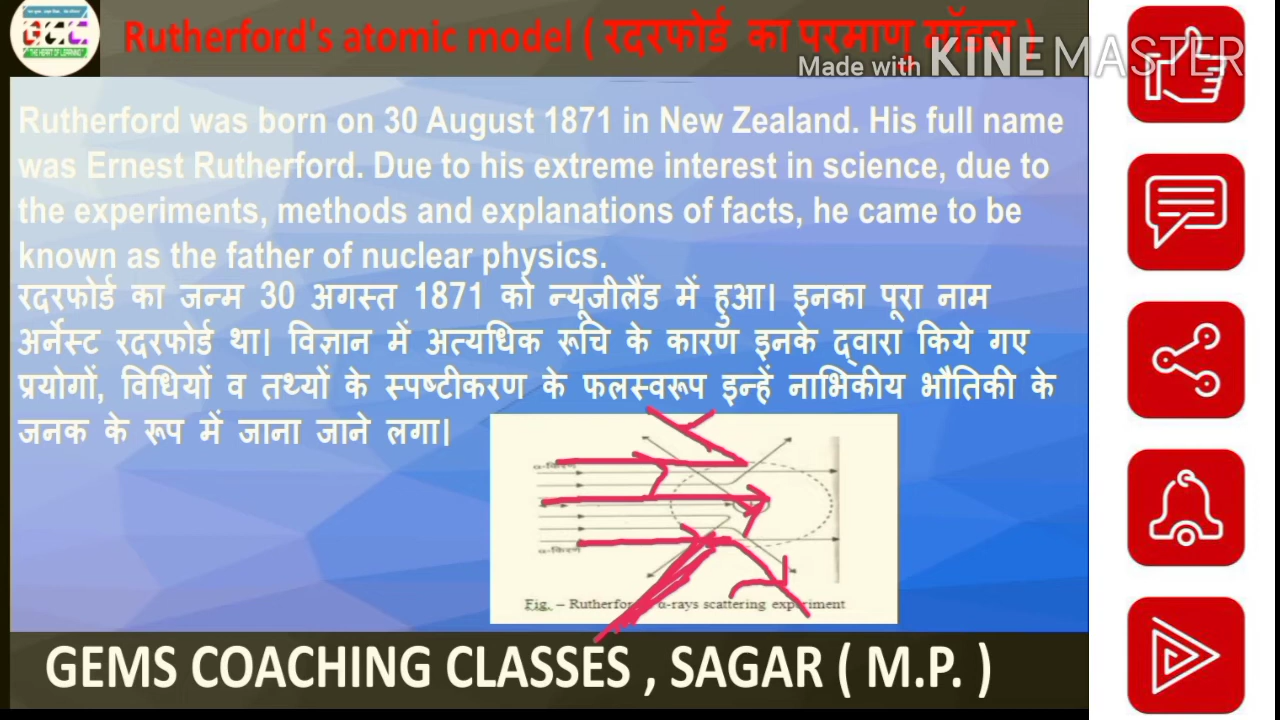 Rutherford's atomic model ( रदरफोर्ड का परमाणु मॉडल )
Made with KINEMASTER
THE HEART OF LEARNING
Rutherford was born on 30 August 1871 in New Zealand. His full name
was Ernest Rutherford. Due to his extreme interest in science, due to
the experiments, methods and explanations of facts, he came to be
known as the father of nuclear physics.
रदरफोर्ड का जन्म 30 अगस्त 1871 को न्यूजीलैंड में हुआ। इनका पूरा नाम
अर्नेस्ट रदरफोर्ड था। विज्ञान में अत्यधिक रूचि के कारण इनके द्वारा किये गए
प्रयोगों, विधियों व तथ्यों के स्पष्टीकरण के फलस्वरूप इन्हें नाभिकीय भौतिकी के
जनक के रूप में जाना जाने लगा।
α-किरण
α-किरण
Fig. – Rutherford's α-rays scattering experiment
GEMS COACHING CLASSES , SAGAR ( M.P. )